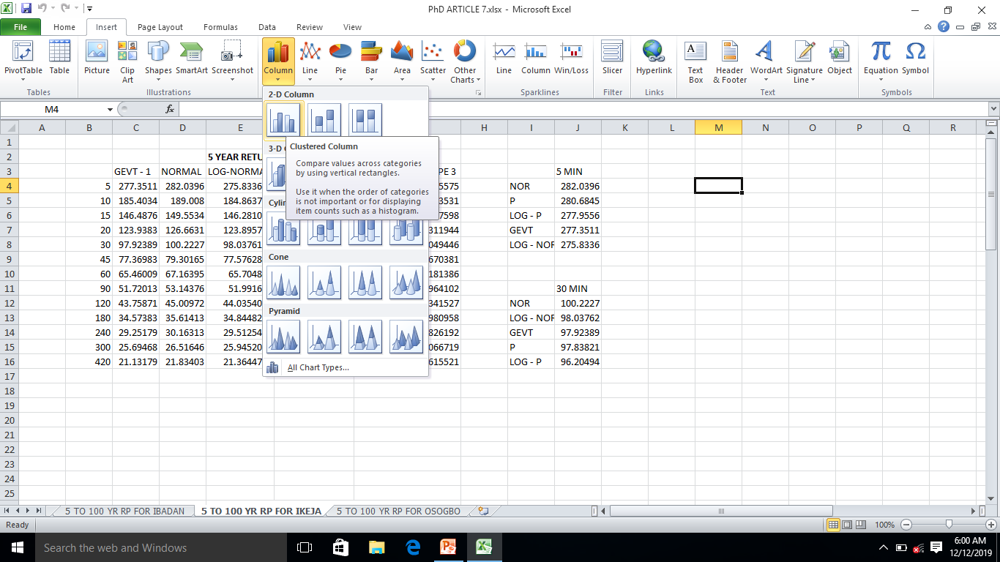 PhD ARTICLE 7.xlsx - Microsoft Excel
File Home Insert Page Layout Formulas Data Review View
PivotTable Table Picture Clip Art Shapes SmartArt Screenshot Column Line Pie Bar Area Scatter Other Charts Line Column Win/Loss Slicer Hyperlink Text Box Header & Footer WordArt Signature Line Object Equation Symbol
Tables Illustrations Sparklines Filter Links Text Symbols
M4 fx
A B C D E H I J K L M N O P Q R
1
2 5 YEAR RETU
3 GEVT - 1 NORMAL LOG-NORMA PE 3 5 MIN
4 5 277.3511 282.0396 275.8336 5575 NOR 282.0396
5 10 185.4034 189.008 184.8637 3531 P 280.6845
6 15 146.4876 149.5534 146.2810 7598 LOG - P 277.9556
7 20 123.9383 126.6631 123.8957 311944 GEVT 277.3511
8 30 97.92389 100.2227 98.03761 049446 LOG - NOR 275.8336
9 45 77.36983 79.30165 77.57628 670381
10 60 65.46009 67.16395 65.7048 181386
11 90 51.72013 53.14376 51.9916 964102 30 MIN
12 120 43.75871 45.00972 44.03540 341527 NOR 100.2227
13 180 34.57383 35.61413 34.84482 980958 LOG - NOR 98.03762
14 240 29.25179 30.16313 29.51254 826192 GEVT 97.92389
15 300 25.69468 26.51646 25.94520 066719 P 97.83821
16 420 21.13179 21.83403 21.36447 615521 LOG - P 96.20494
17
18
19
20
21
22
23
24
25
2-D Column
3-D C
Clustered Column
Compare values across categories
by using vertical rectangles.
Use it when the order of categories
is not important or for displaying
item counts such as a histogram.
Cylin
Cone
Pyramid
All Chart Types...
5 TO 100 YR RP FOR IBADAN 5 TO 100 YR RP FOR IKEJA 5 TO 100 YR RP FOR OSOGBO
Ready 100%
Search the web and Windows
6:00 AM
12/12/2019